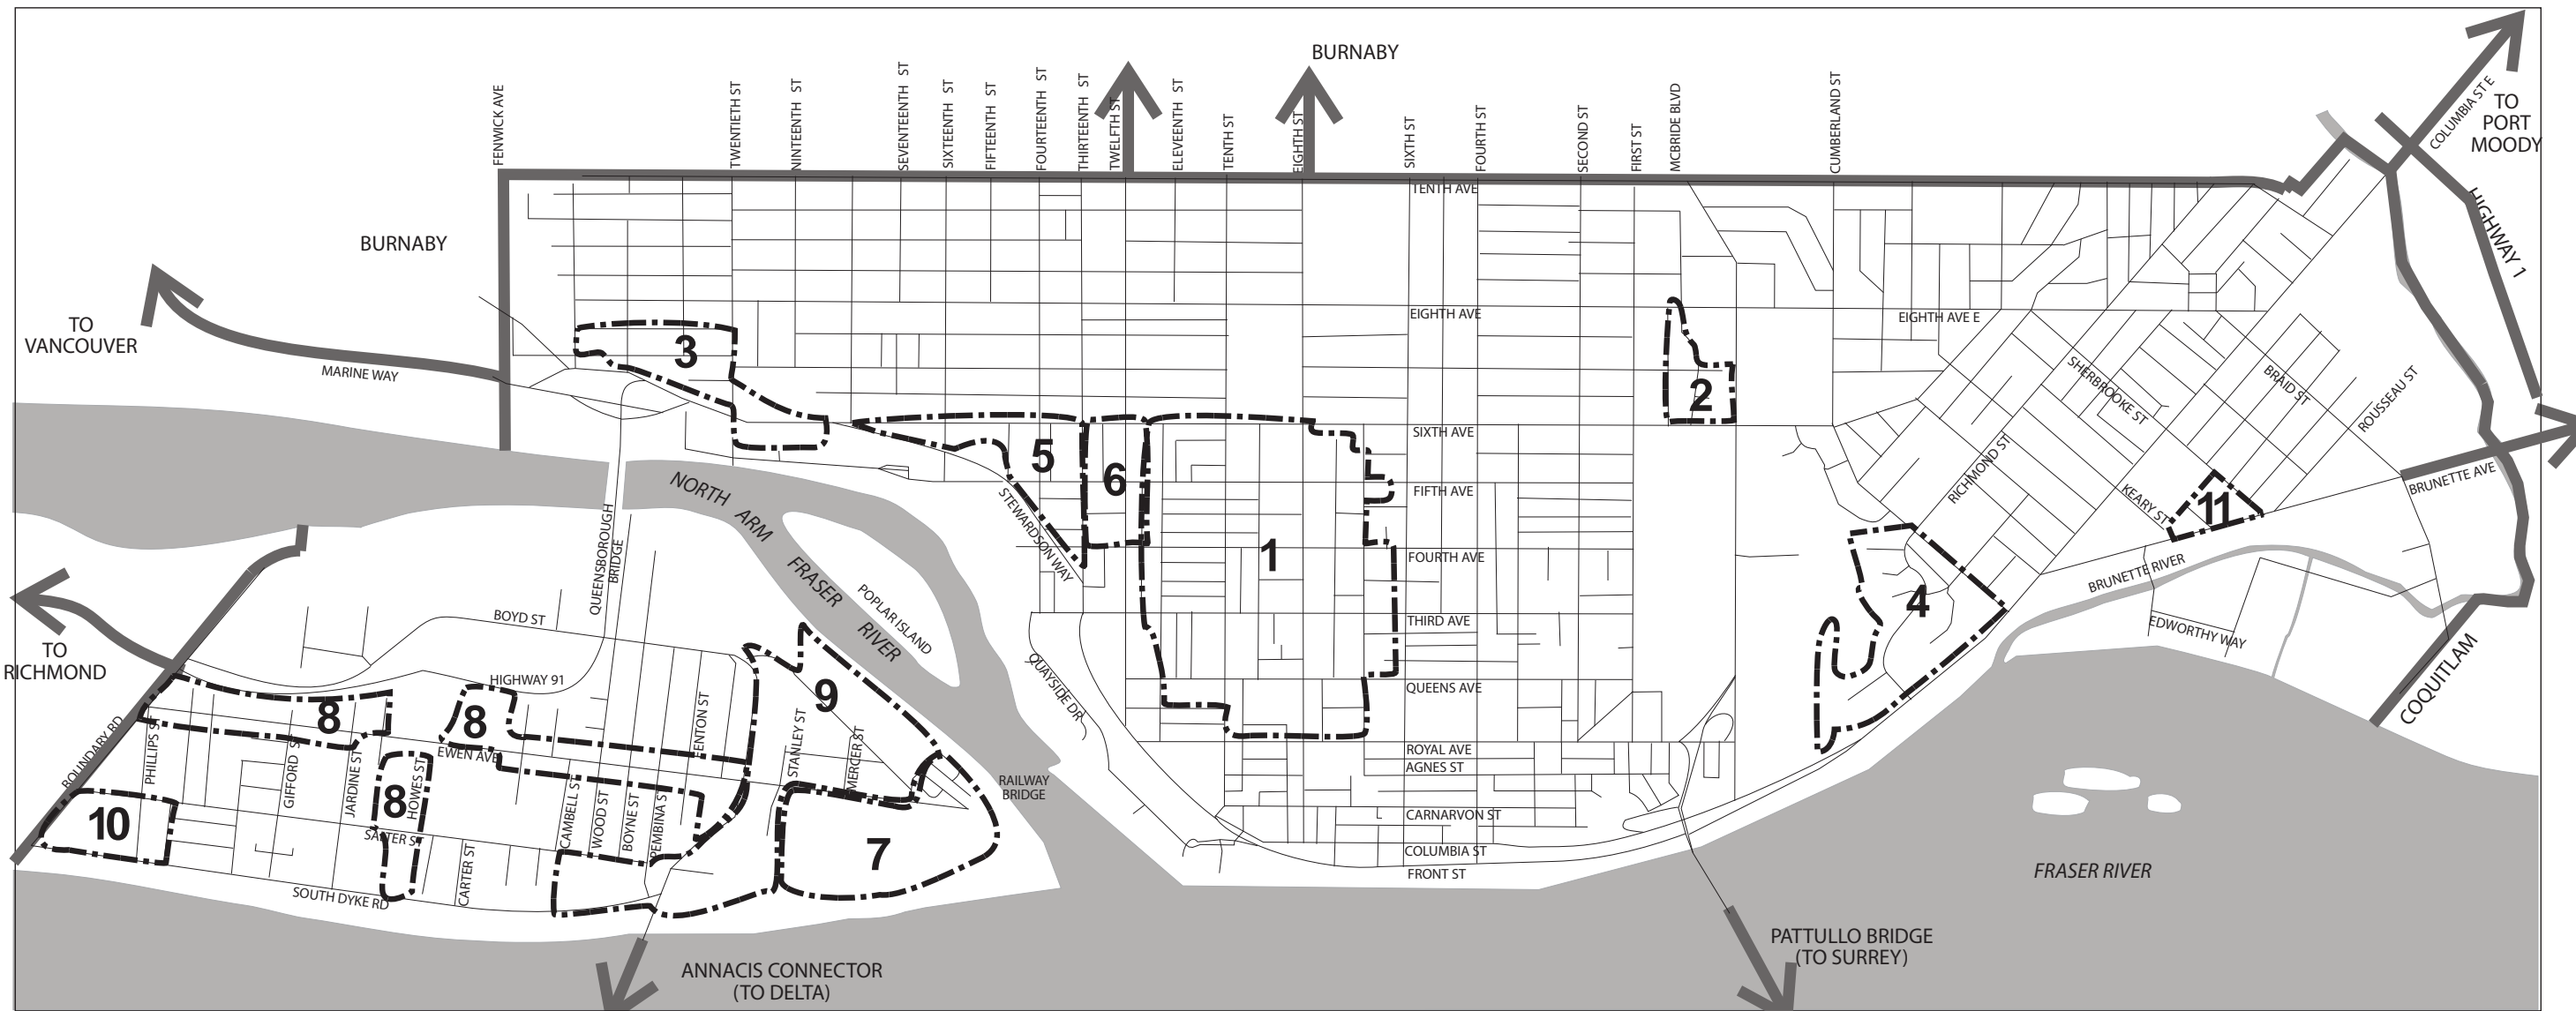 BURNABY
FENWICK AVE
TWENTIETH ST
NINTEENTH ST
SEVENTEENTH ST
SIXTEENTH ST
FIFTEENTH ST
FOURTEENTH ST
THIRTEENTH ST
TWELFTH ST
ELEVEENTH ST
TENTH ST
EIGHTH ST
SIXTH ST
FOURTH ST
SECOND ST
FIRST ST
MCBRIDE BLVD
CUMBERLAND ST
COLUMBIA ST E
TO
PORT
MOODY
HIGHWAY 1
TENTH AVE
BURNABY
TO
VANCOUVER
MARINE WAY
EIGHTH AVE
EIGHTH AVE E
3
2
SHERBROOKE ST
BRAID ST
ROUSSEAU ST
SIXTH AVE
5
6
RICHMOND ST
FIFTH AVE
BRUNETTE AVE
KEARY ST
11
NORTH ARM
FRASER
RIVER
POPLAR ISLAND
STEWARDSON WAY
QUEENSBOROUGH
BRIDGE
1
FOURTH AVE
BRUNETTE RIVER
4
BOYD ST
THIRD AVE
EDWORTHY WAY
TO
RICHMOND
HIGHWAY 91
QUAYSIDE DR
QUEENS AVE
COQUITLAM
9
8
8
BOUNDARY RD
PHILLIPS ST
GIFFORD ST
JARDINE ST
HOWES ST
EWEN AVE
FENTON ST
STANLEY ST
MERCER ST
ROYAL AVE
AGNES ST
RAILWAY
BRIDGE
8
10
CAMPBELL ST
WOOD ST
BOYNE ST
PEMBINA ST
CARNARVON ST
SALTER ST
7
CARTER ST
COLUMBIA ST
FRONT ST
SOUTH DYKE RD
FRASER RIVER
PATTULLO BRIDGE
(TO SURREY)
ANNACIS CONNECTOR
(TO DELTA)